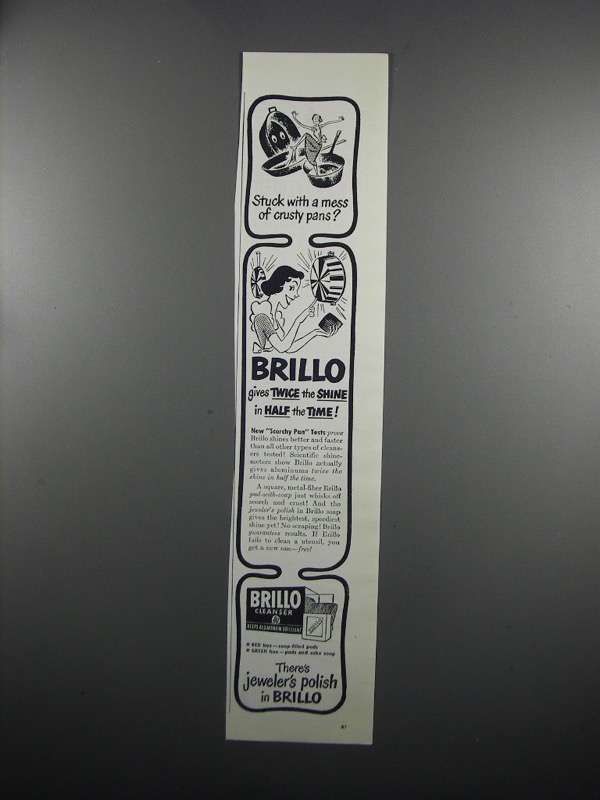 Stuck with a mess
of crusty pans?
BRILLO
gives TWICE the SHINE
in HALF the TIME!
New "Scorchy Pan" Tests prove
Brillo shines better and faster
than all other types of cleans-
ers tested! Scientific shine-
meters show Brillo actually
gives aluminums twice the
shine in half the time.
A square, metal-fiber Brillo
pad-with-soap just whisks off
scorch and crust! And the
jeweler's polish in Brillo soap
gives the brightest, speediest
shine yet! No scraping! Brillo
guarantees results. If Brillo
fails to clean a utensil, you
get a new one—free!
BRILLO
CLEANSER
KEEPS ALUMINUM BRILLIANT
RED box—soap-filled pads
GREEN box—pads and cake soap
There's
jeweler's polish
in BRILLO